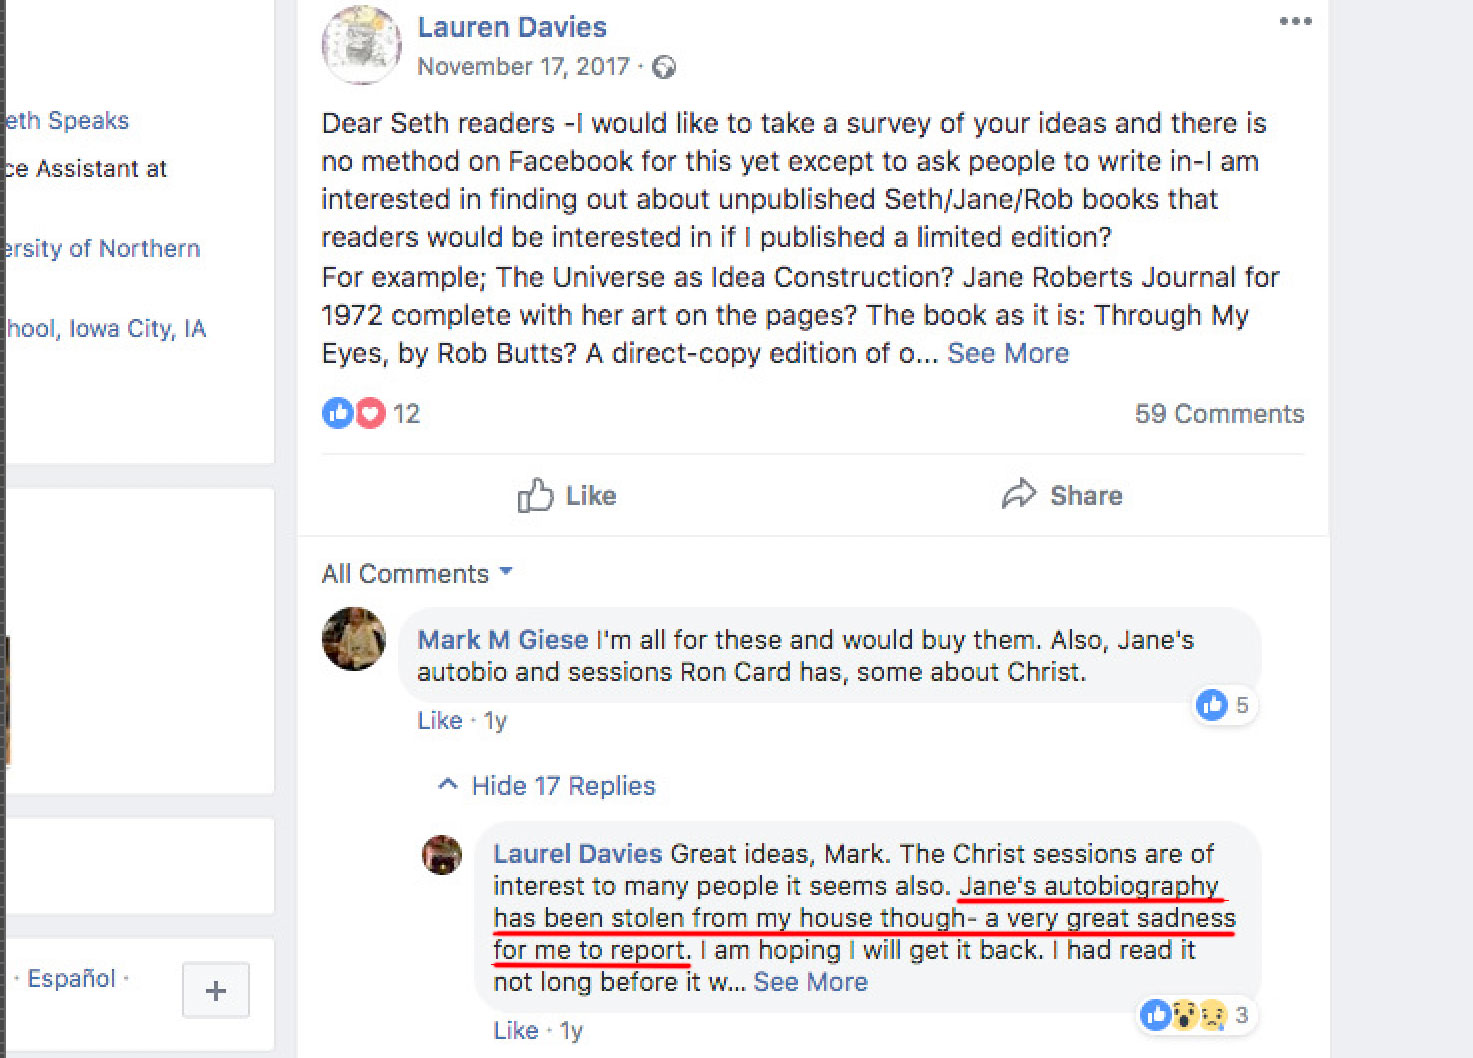 Lauren Davies
November 17, 2017 ·
Dear Seth readers -I would like to take a survey of your ideas and there is
no method on Facebook for this yet except to ask people to write in-I am
interested in finding out about unpublished Seth/Jane/Rob books that
readers would be interested in if I published a limited edition?
For example; The Universe as Idea Construction? Jane Roberts Journal for
1972 complete with her art on the pages? The book as it is: Through My
Eyes, by Rob Butts? A direct-copy edition of o... See More
12
59 Comments
Like
Share
All Comments
Mark M Giese I'm all for these and would buy them. Also, Jane's
autobio and sessions Ron Card has, some about Christ.
5
Like · 1y
Hide 17 Replies
Laurel Davies Great ideas, Mark. The Christ sessions are of
interest to many people it seems also. Jane's autobiography
has been stolen from my house though- a very great sadness
for me to report. I am hoping I will get it back. I had read it
not long before it w... See More
3
Like · 1y
eth Speaks
ce Assistant at
ersity of Northern
hool, Iowa City, IA
· Español ·
+